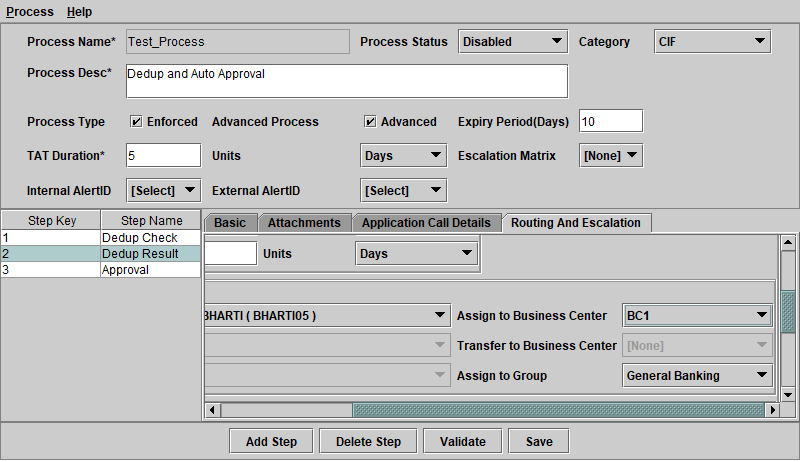 Process Help
Process Name* Test_Process Process Status Disabled Category CIF
Process Desc* Dedup and Auto Approval
Process Type Enforced Advanced Process Advanced Expiry Period(Days) 10
TAT Duration* 5 Units Days Escalation Matrix [None]
Internal AlertID [Select] External AlertID [Select]
Step Key Step Name
1 Dedup Check
2 Dedup Result
3 Approval
Basic Attachments Application Call Details Routing And Escalation
Units Days
BHARTI ( BHARTI05 ) Assign to Business Center BC1
Transfer to Business Center [None]
Assign to Group General Banking
Add Step Delete Step Validate Save